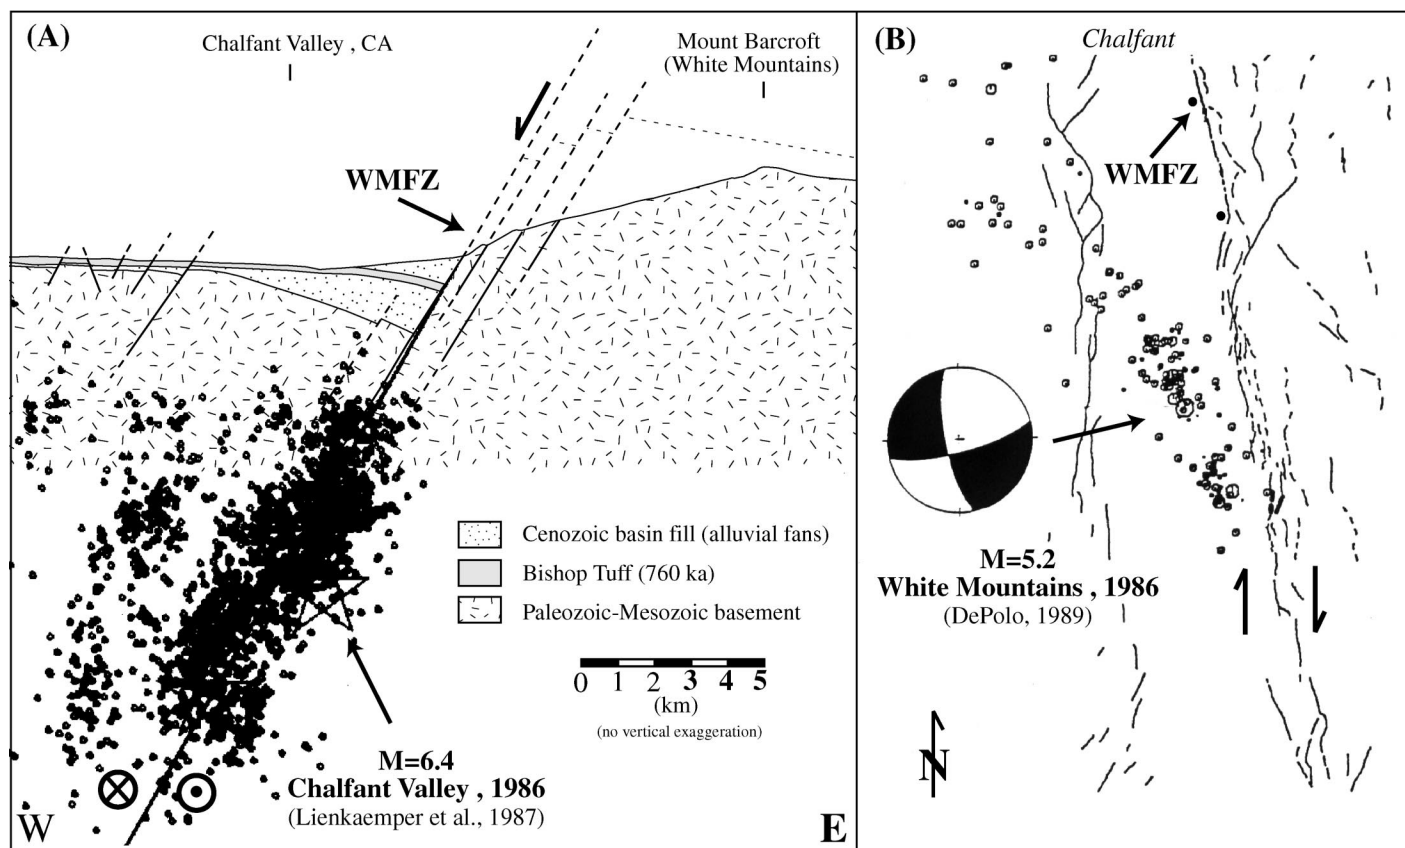 (A)
Chalfant Valley , CA
Mount Barcroft
(White Mountains)
WMFZ
Cenozoic basin fill (alluvial fans)
Bishop Tuff (760 ka)
Paleozoic-Mesozoic basement
0 1 2 3 4 5
(km)
(no vertical exaggeration)
M=6.4
Chalfant Valley , 1986
(Lienkaemper et al., 1987)
W
E
(B)
Chalfant
WMFZ
M=5.2
White Mountains , 1986
(DePolo, 1989)
N